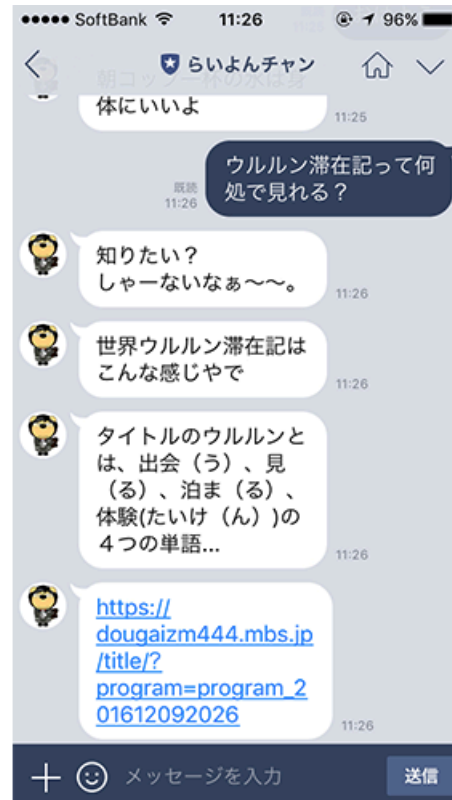 SoftBank 11:26 96%
らいよんチャン
朝コップ一杯の水は身
体にいいよ
11:25
ウルルン滞在記って何
処で見れる?
既読
11:26
知りたい?
しゃーないなぁ〜〜。
11:26
世界ウルルン滞在記は
こんな感じやで
11:26
タイトルのウルルンと
は、出会(う)、見
(る)、泊ま(る)、
体験(たいけ(ん))の
4つの単語...
11:26
https://
dougaizm444.mbs.jp
/title/?
program=program_2
01612092026
11:26
メッセージを入力
送信